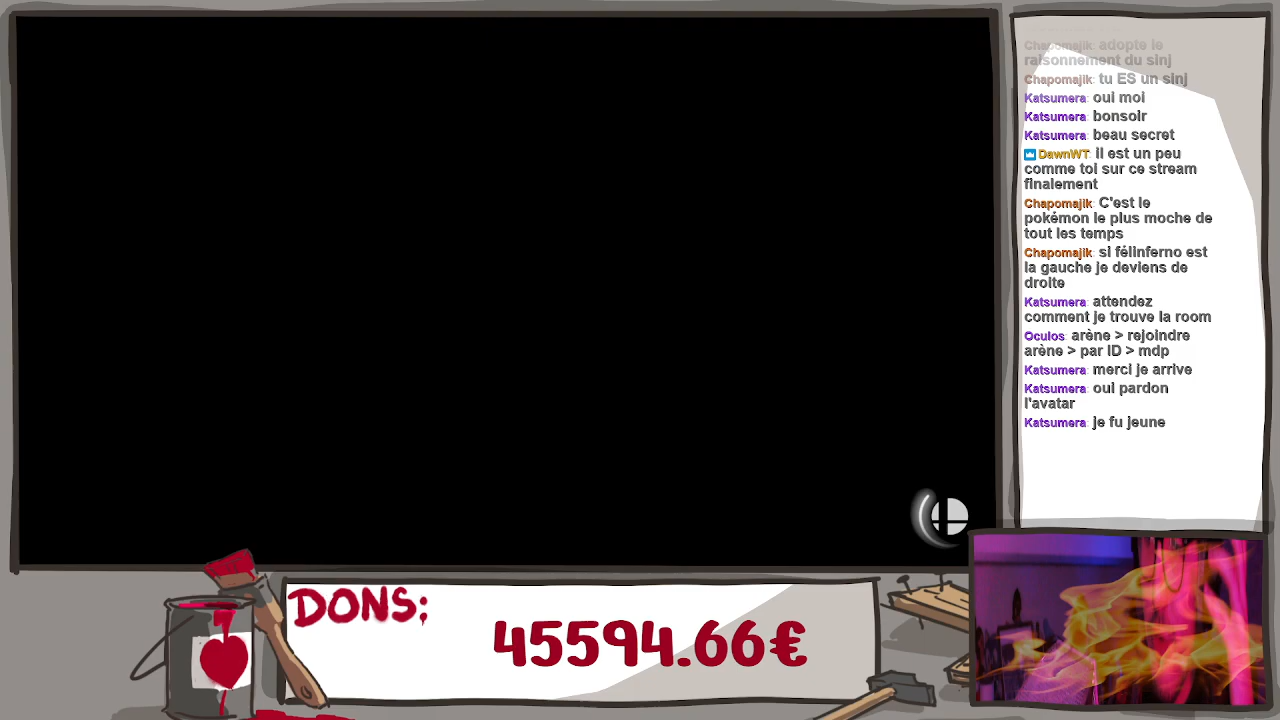 Chapomajik: adopte le
raisonnement du sinj
Chapomajik: tu ES un sinj
Katsumera: oui moi
Katsumera: bonsoir
Katsumera: beau secret
DawnWT: il est un peu
comme toi sur ce stream
finalement
Chapomajik: C'est le
pokémon le plus moche de
tout les temps
Chapomajik: si félinferno est
la gauche je deviens de
droite
Katsumera: attendez
comment je trouve la room
Oculos: arène > rejoindre
arène > par ID > mdp
Katsumera: merci je arrive
Katsumera: oui pardon
l'avatar
Katsumera: je fu jeune
DONS;
45594.66€